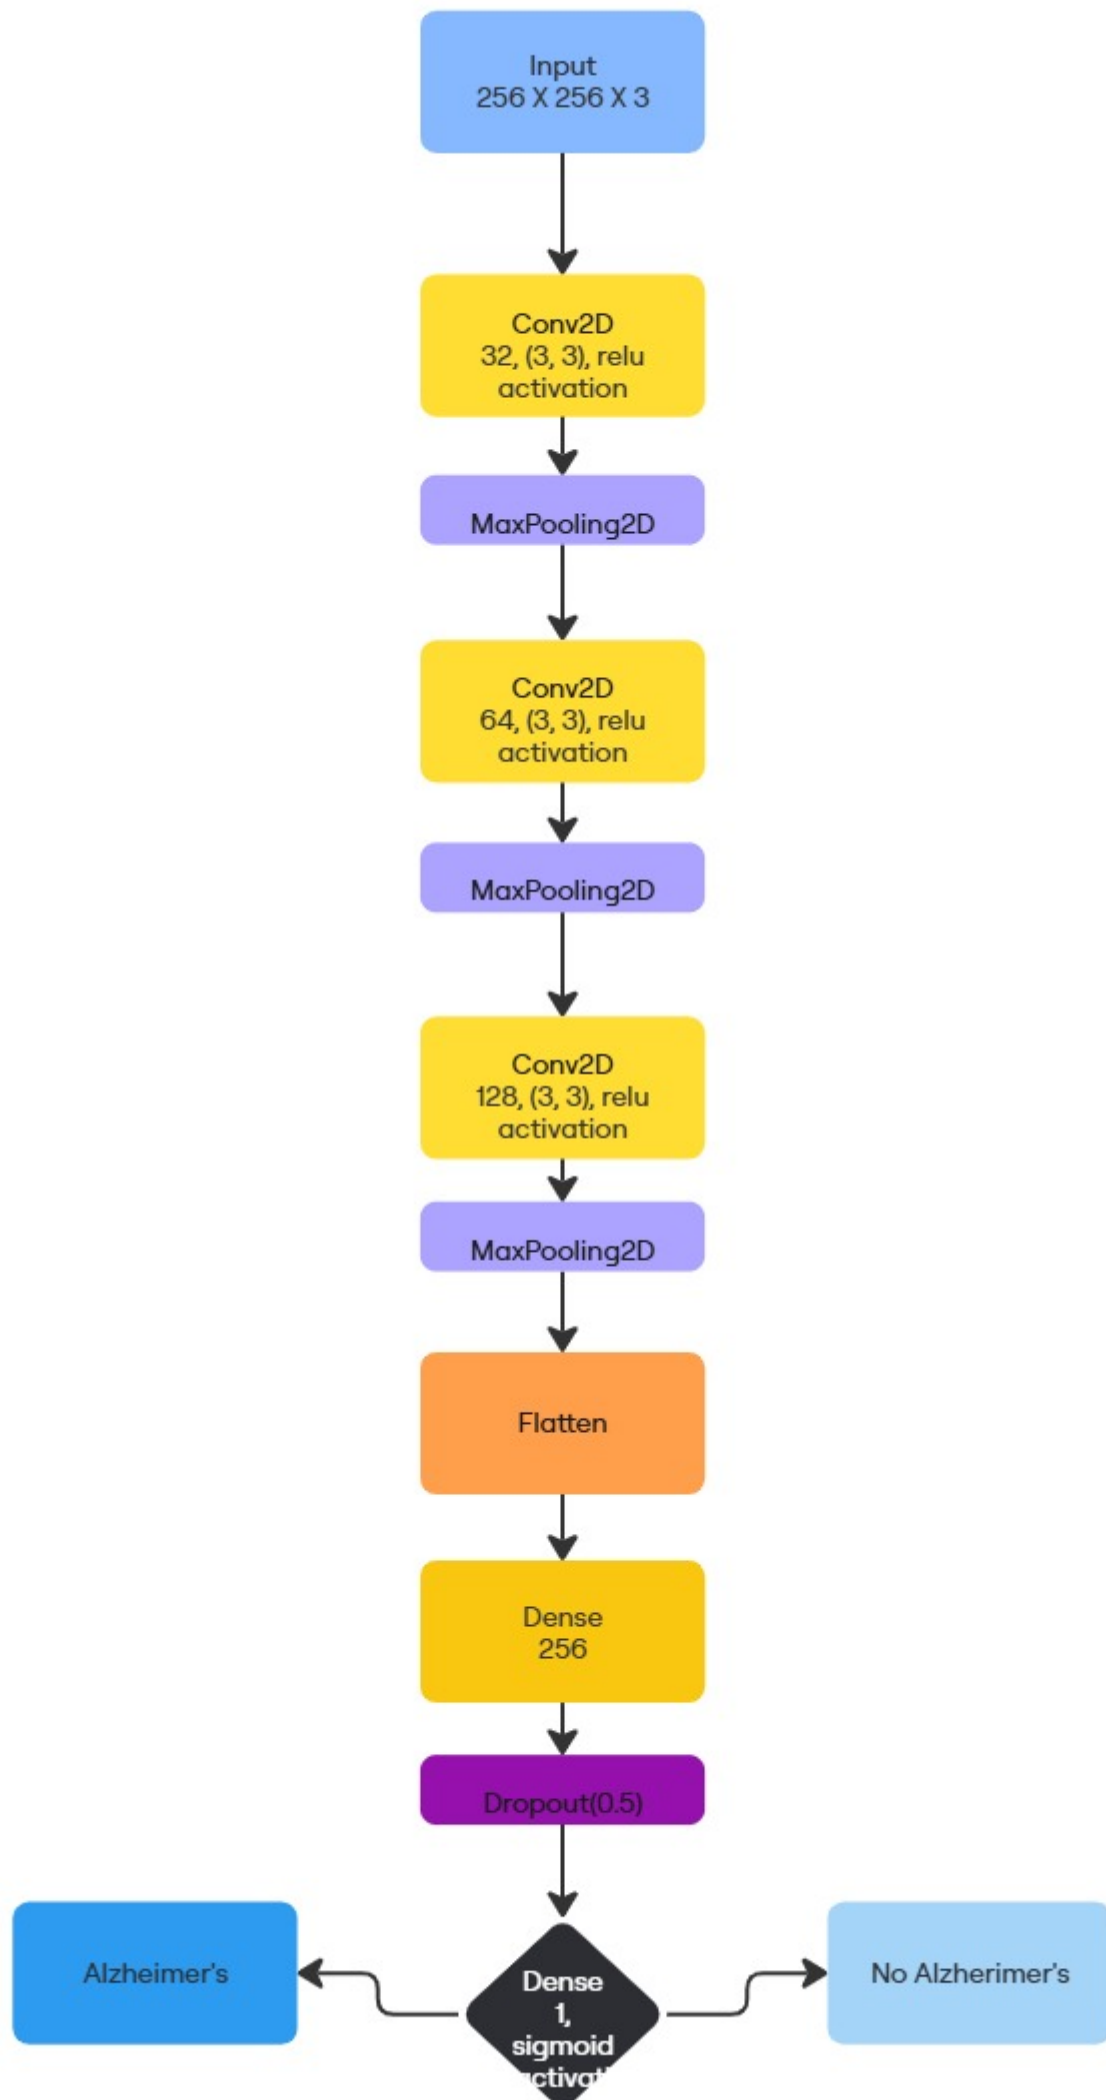 Input
256 X 256 X 3
Conv2D
32, (3, 3), relu
activation
MaxPooling2D
Conv2D
64, (3, 3), relu
activation
MaxPooling2D
Conv2D
128, (3, 3), relu
activation
MaxPooling2D
Flatten
Dense
256
Dropout(0.5)
Alzheimer's
Dense
1,
sigmoid
No Alzherimer's